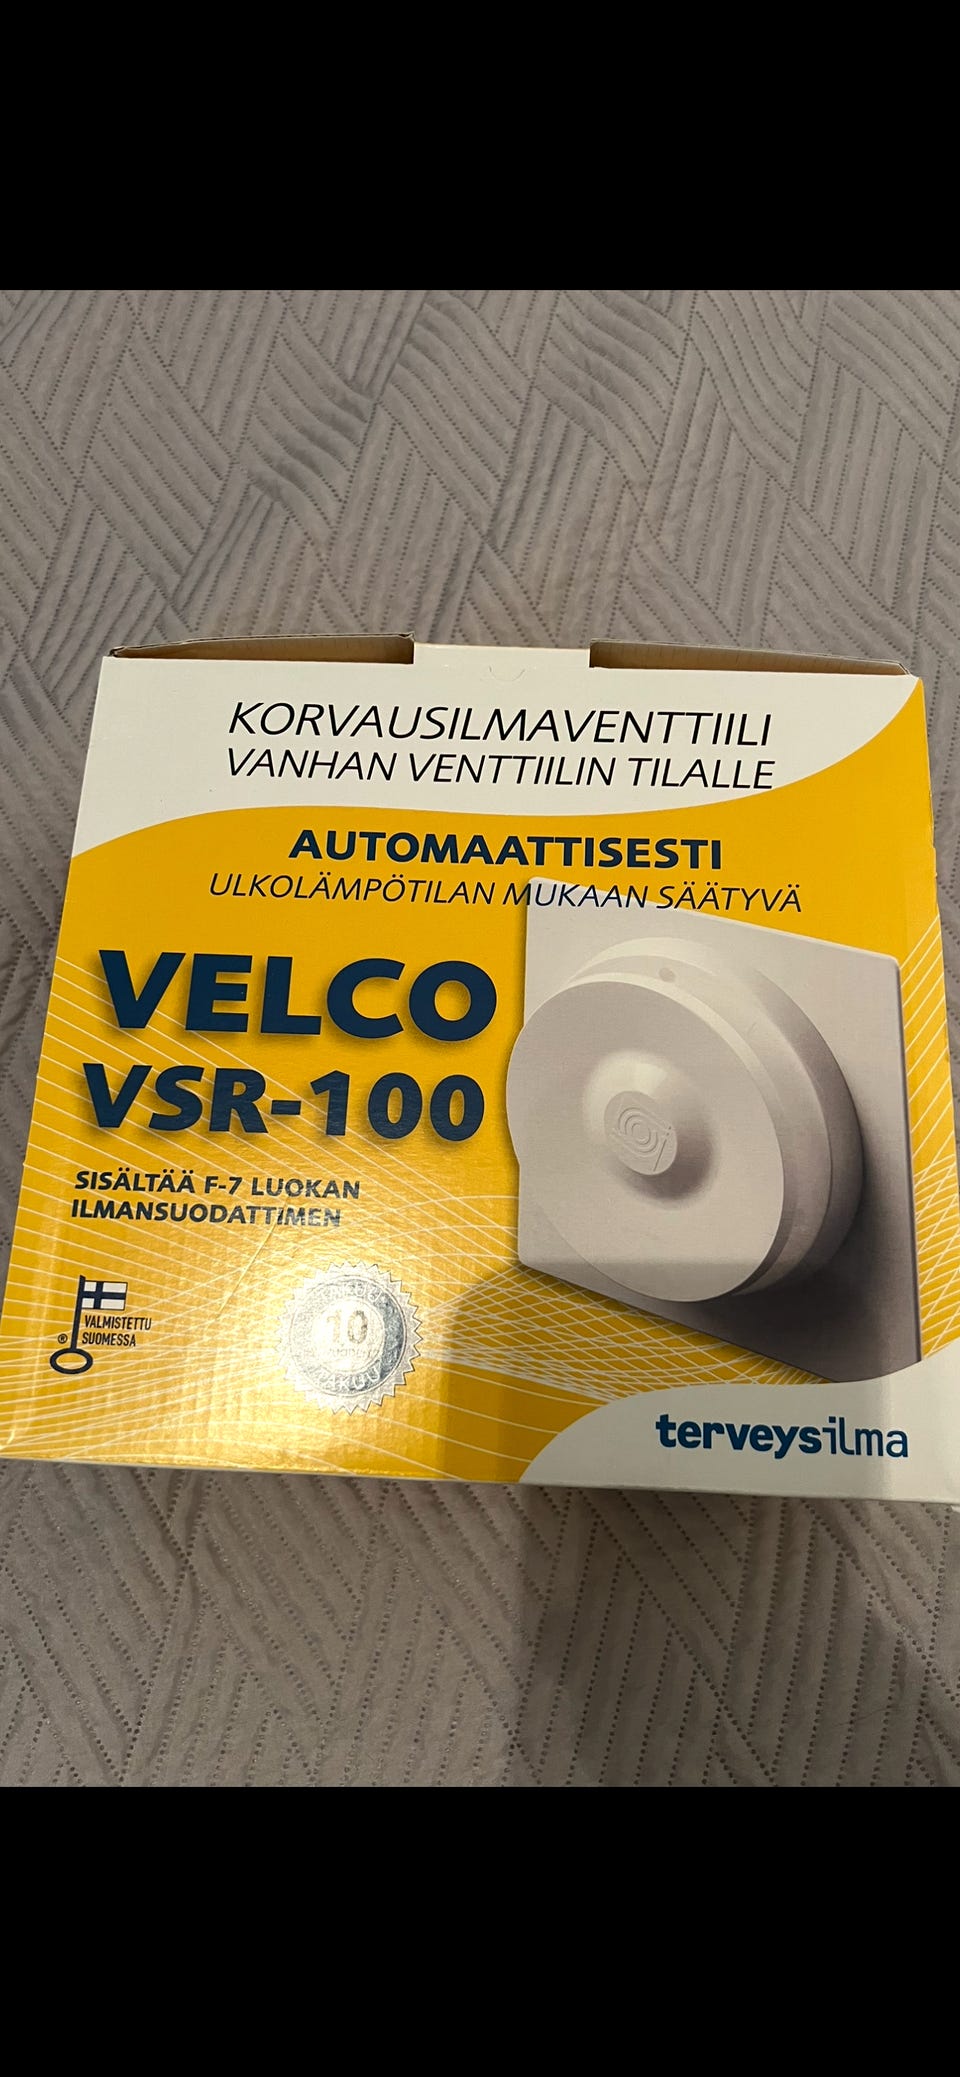 KORVAUSILMAVENTTIILI
VANHAN VENTTIILIN TILALLE
AUTOMAATTISESTI
ULKOLÄMPÖTILAN MUKAAN SÄÄTYVÄ
VELCO
VSR-100
SISÄLTÄÄ F-7 LUOKAN
ILMANSUODATTIMEN
VALMISTETTU
® SUOMESSA
10
terveysilma